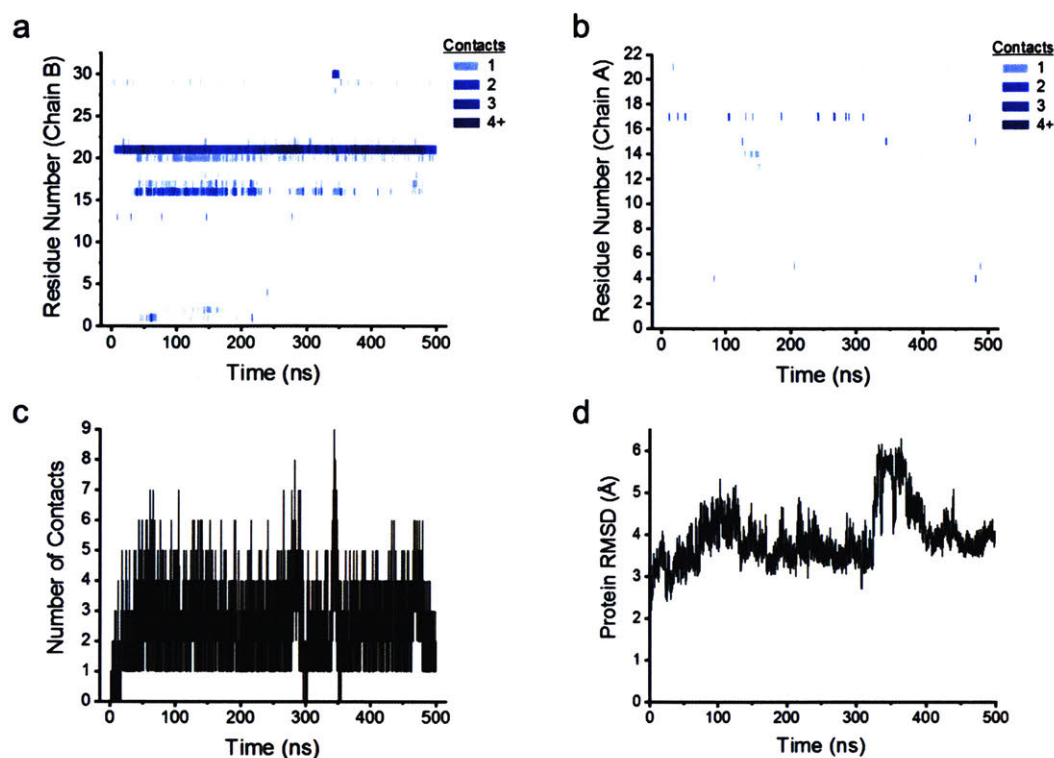 a
Contacts
1
2
3
4+
Residue Number (Chain B)
30
25
20
15
10
5
0
0 100 200 300 400 500
Time (ns)
b
Contacts
1
2
3
4+
Residue Number (Chain A)
22
20
18
16
14
12
10
8
6
4
2
0
0 100 200 300 400 500
Time (ns)
c
Number of Contacts
9
8
7
6
5
4
3
2
1
0
0 100 200 300 400 500
Time (ns)
d
Protein RMSD (Å)
6
5
4
3
2
1
0
0 100 200 300 400 500
Time (ns)